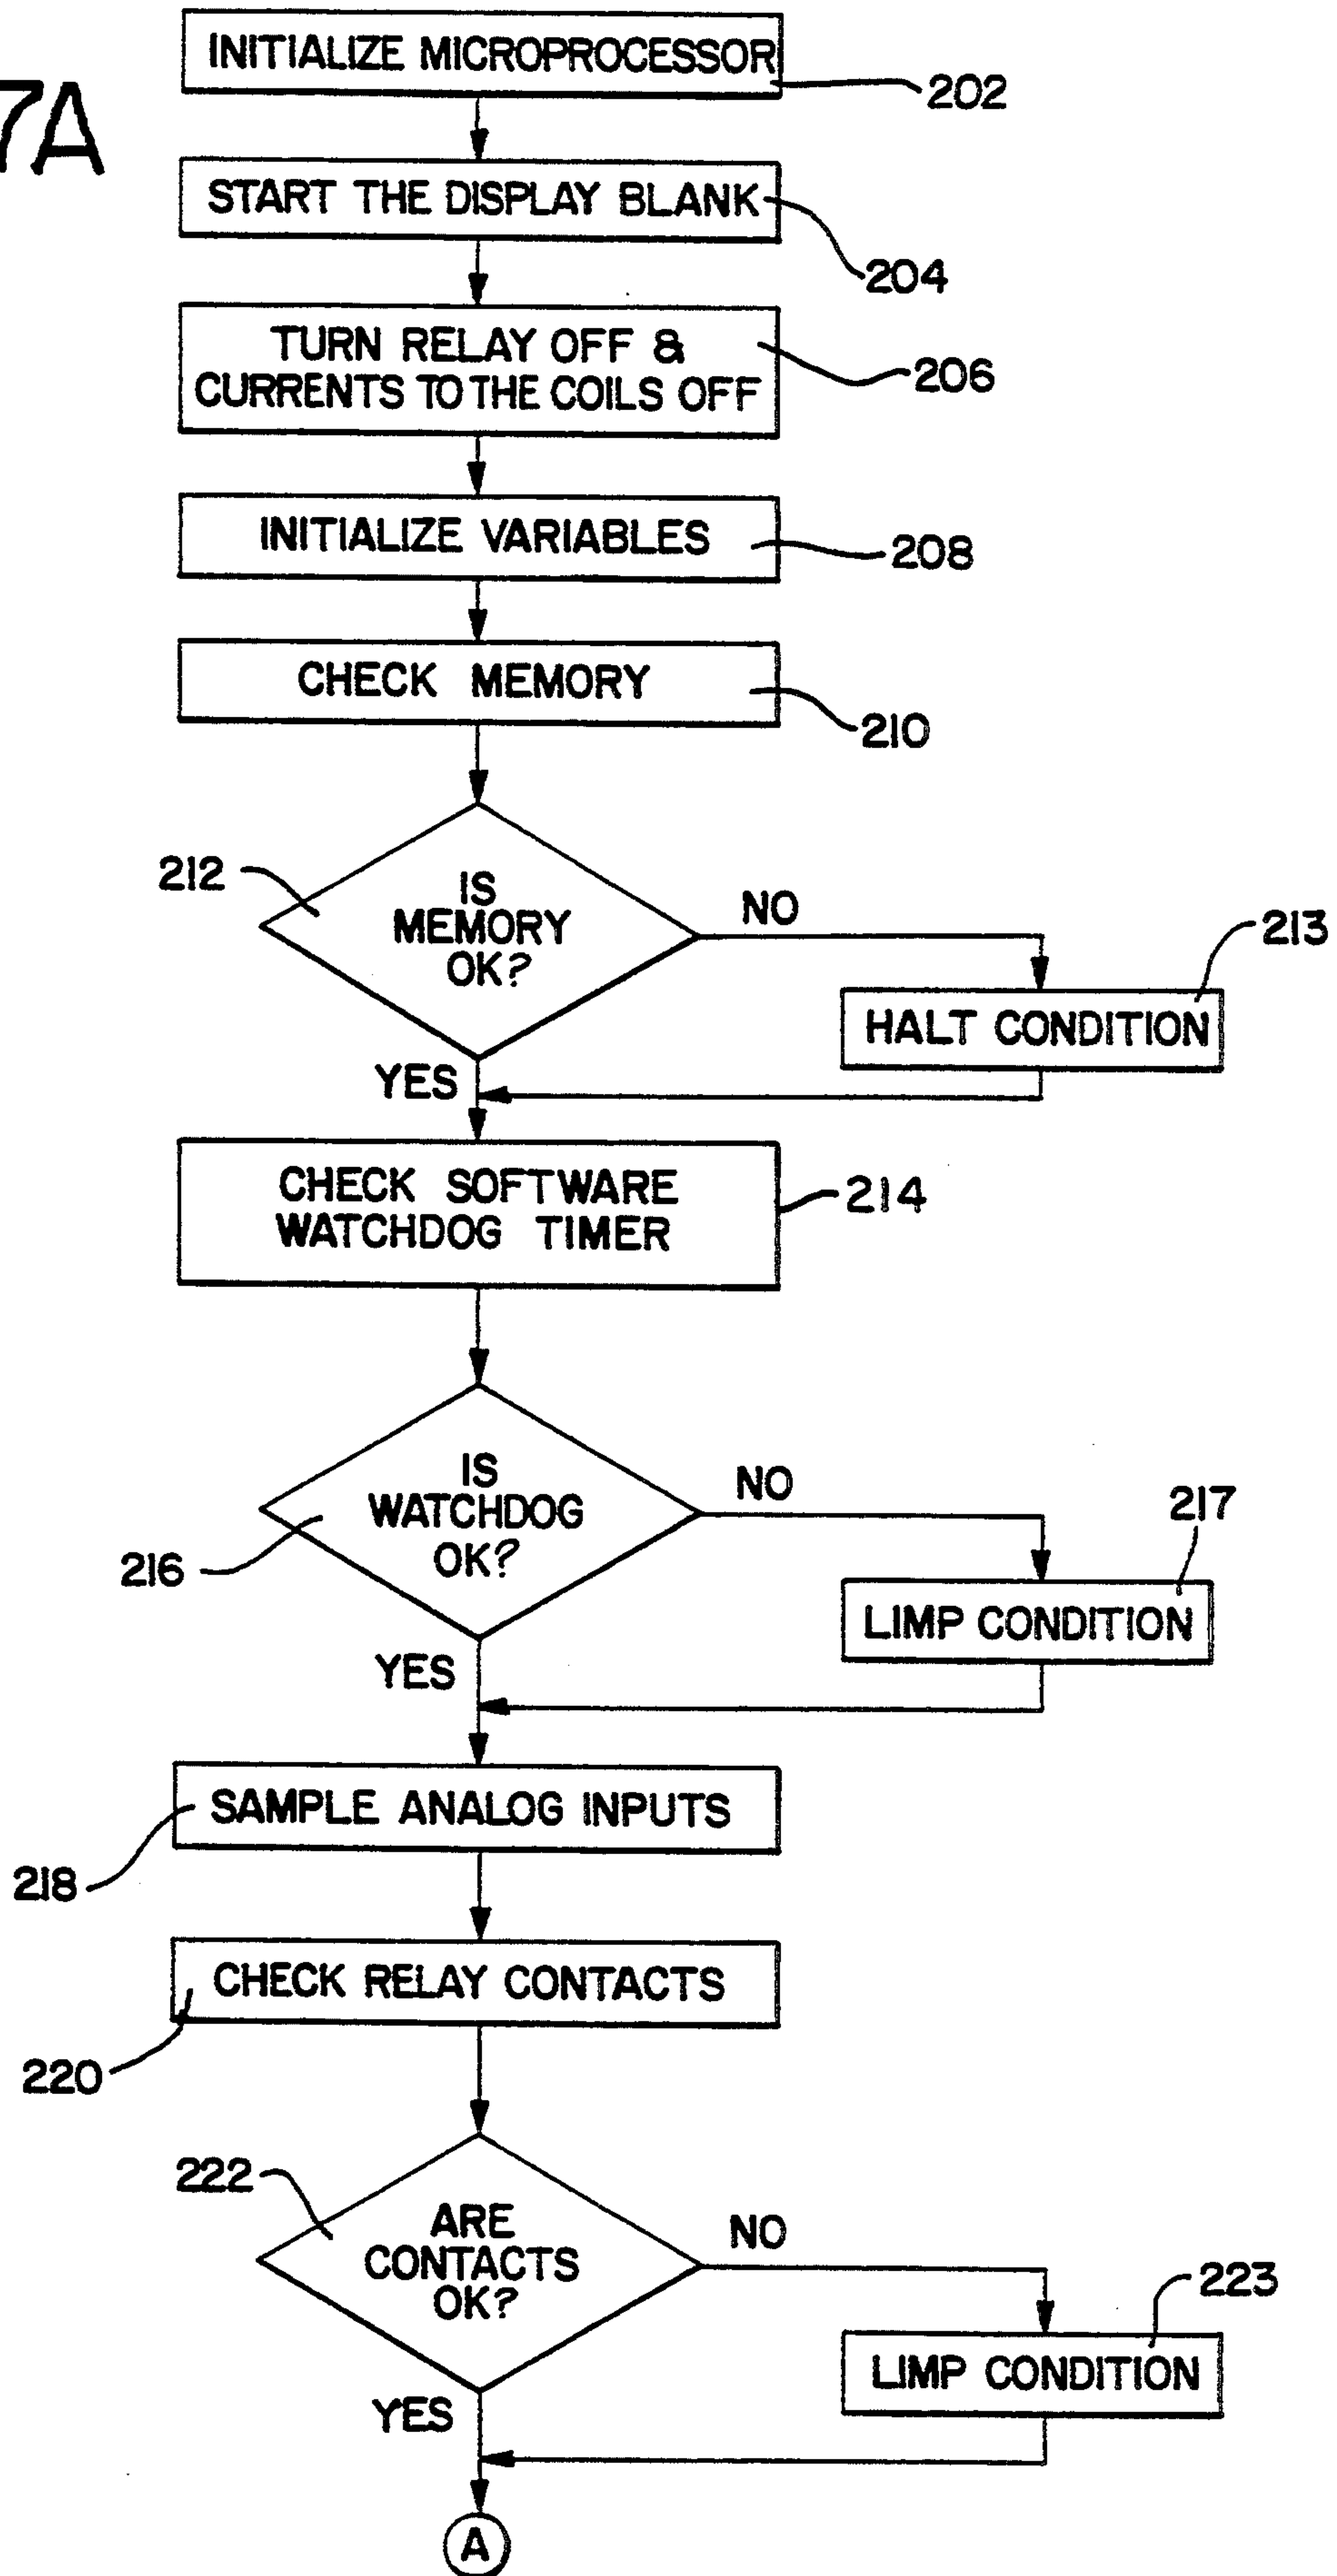 7A
INITIALIZE MICROPROCESSOR
202
START THE DISPLAY BLANK
204
TURN RELAY OFF &
CURRENTS TO THE COILS OFF
206
INITIALIZE VARIABLES
208
CHECK MEMORY
210
212
IS
MEMORY
OK?
NO
213
HALT CONDITION
YES
CHECK SOFTWARE
WATCHDOG TIMER
214
IS
WATCHDOG
OK?
216
NO
217
LIMP CONDITION
YES
SAMPLE ANALOG INPUTS
218
CHECK RELAY CONTACTS
220
222
ARE
CONTACTS
OK?
NO
223
LIMP CONDITION
YES
A